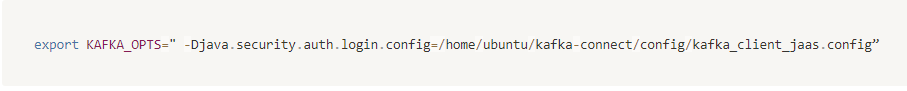 export KAFKA_OPTS=" -Djava.security.auth.login.config=/home/ubuntu/kafka-connect/config/kafka_client_jaas.config”